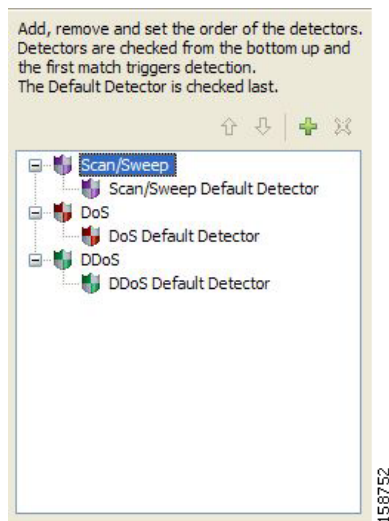 Add, remove and set the order of the detectors.
Detectors are checked from the bottom up and
the first match triggers detection.
The Default Detector is checked last.
Scan/Sweep
Scan/Sweep Default Detector
DoS
DoS Default Detector
DDoS
DDoS Default Detector
158752